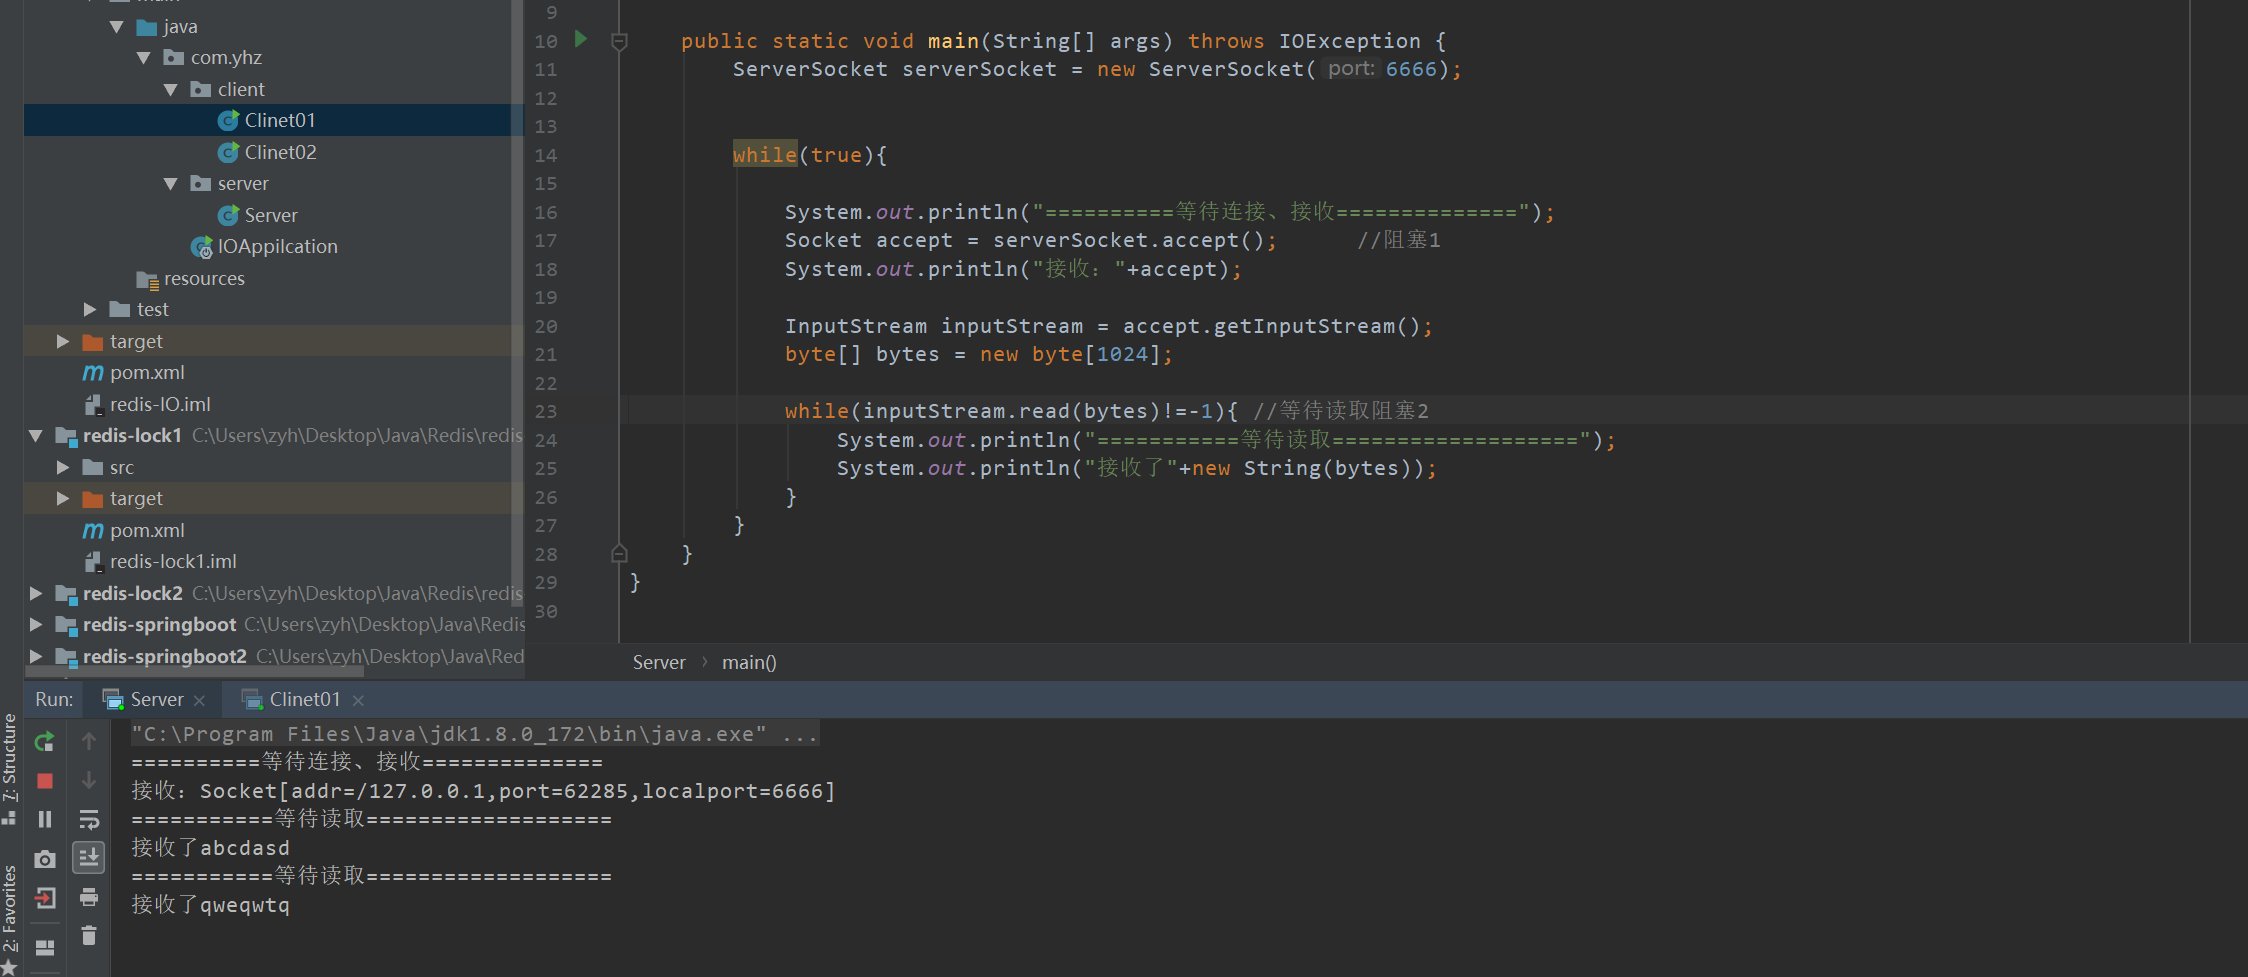 main
java
com.yhz
client
Clinet01
Clinet02
server
Server
IOAppilcation
resources
test
target
pom.xml
redis-IO.iml
redis-lock1 C:\Users\zyh\Desktop\Java\Redis\redis
src
target
pom.xml
redis-lock1.iml
redis-lock2 C:\Users\zyh\Desktop\Java\Redis\redis
redis-springboot C:\Users\zyh\Desktop\Java\Redis
redis-springboot2 C:\Users\zyh\Desktop\Java\Red
9
10 public static void main(String[] args) throws IOException {
11 ServerSocket serverSocket = new ServerSocket( port: 6666);
12
13
14 while(true){
15
16 System.out.println("==========等待连接、接收==============");
17 Socket accept = serverSocket.accept(); //阻塞1
18 System.out.println("接收："+accept);
19
20 InputStream inputStream = accept.getInputStream();
21 byte[] bytes = new byte[1024];
22
23 while(inputStream.read(bytes)!=-1){ //等待读取阻塞2
24 System.out.println("===========等待读取===================");
25 System.out.println("接收了"+new String(bytes));
26 }
27 }
28 }
29 }
30
Server › main()
Run: Server × Clinet01 ×
"C:\Program Files\Java\jdk1.8.0_172\bin\java.exe" ...
==========等待连接、接收==============
接收：Socket[addr=/127.0.0.1,port=62285,localport=6666]
===========等待读取===================
接收了abcdasd
===========等待读取===================
接收了qweqwtq
7: Structure
2: Favorites